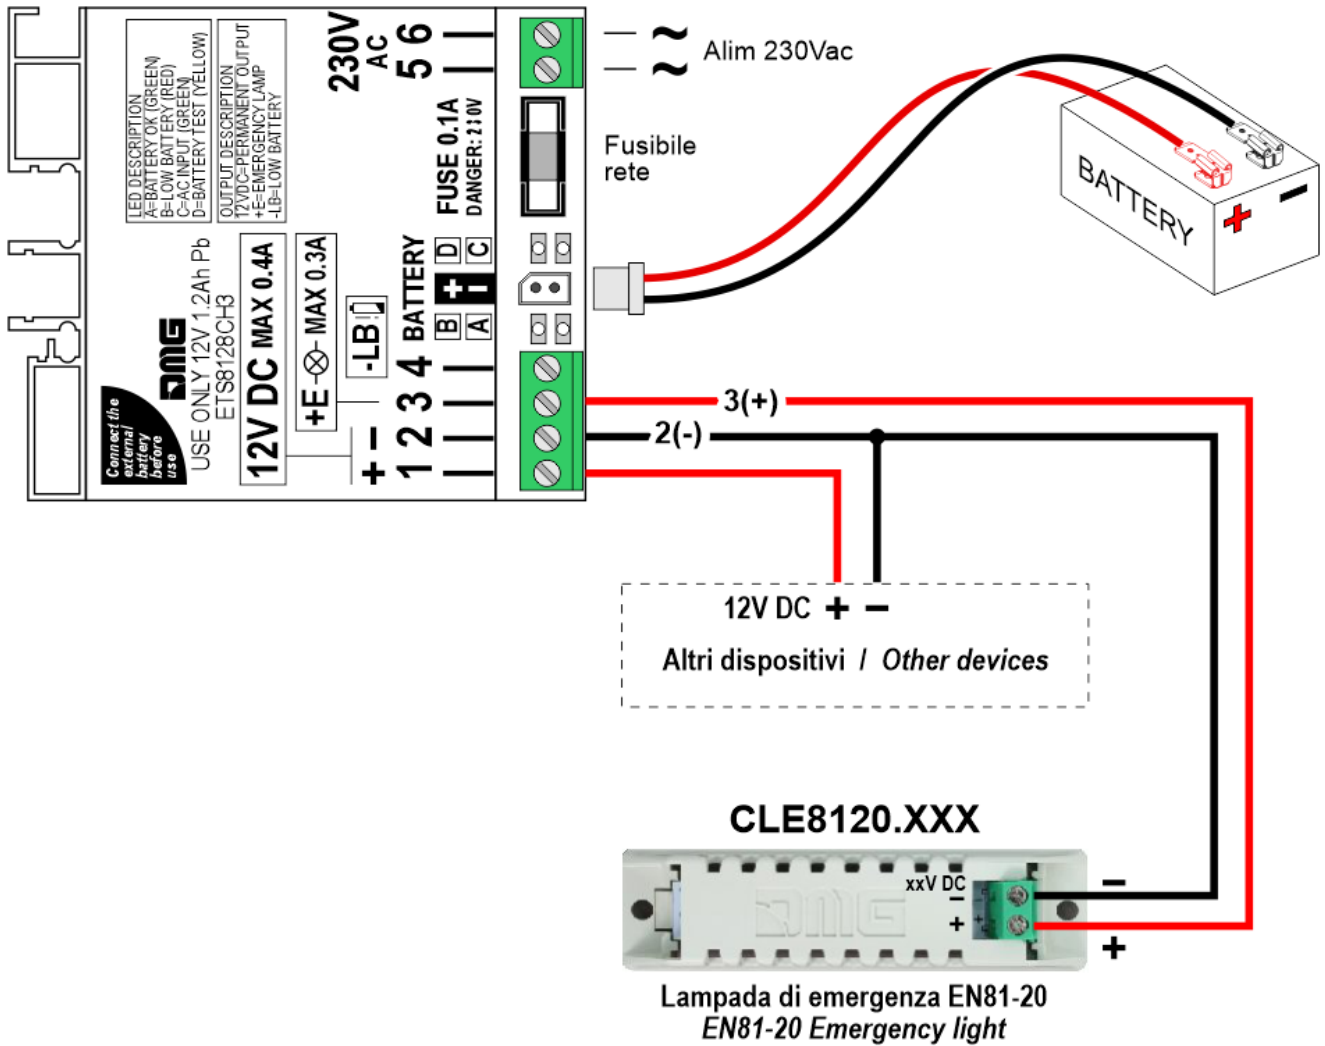 LED DESCRIPTION
A=BATTERY OK (GREEN)
B=LOW BATTERY (RED)
C=AC INPUT (GREEN)
D=BATTERY TEST (YELLOW)
OUTPUT DESCRIPTION
12VDC=PERMANENT OUTPUT
+E=EMERGENCY LAMP
-LB=LOW BATTERY
230V
AC
6
5
Alim 230Vac
FUSE 0.1A
DANGER: 230V
Fusibile
rete
BATTERY
+ −
Connect the
external
battery
before
use
DMG
USE ONLY 12V 1.2Ah Pb
ETS8128CH3
12V DC MAX 0.4A
+E MAX 0.3A
-LB
+ −
BATTERY
D
C
+ −
B
A
4
3
2
1
3(+)
2(-)
12V DC + −
Altri dispositivi / Other devices
CLE8120.XXX
DMG
xxV DC
−
+
−
+
Lampada di emergenza EN81-20
EN81-20 Emergency light